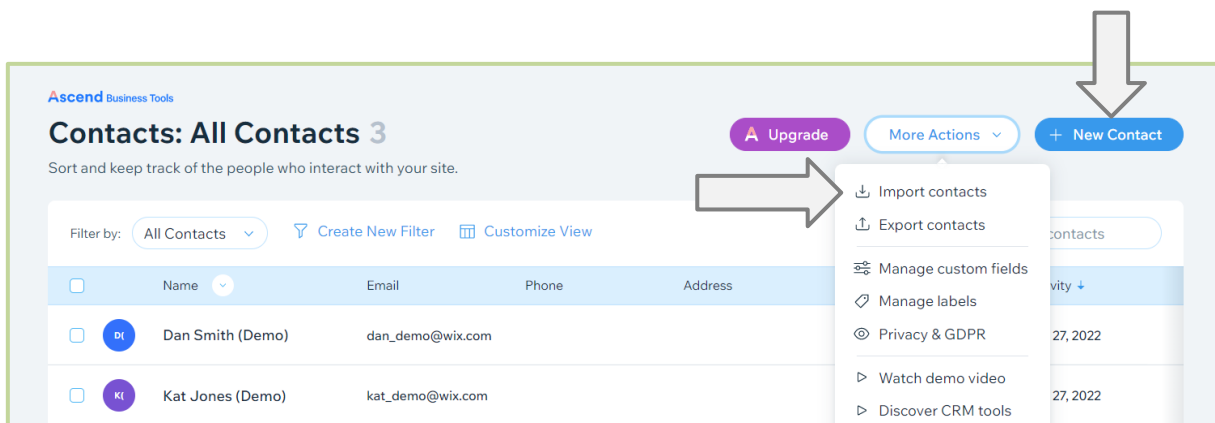 Ascend Business Tools
Contacts: All Contacts 3
A Upgrade
More Actions
+ New Contact
Sort and keep track of the people who interact with your site.
Import contacts
Export contacts
Manage custom fields
Manage labels
Privacy & GDPR
Watch demo video
Discover CRM tools
Filter by: All Contacts
Create New Filter
Customize View
contacts
Name Email Phone Address
D( Dan Smith (Demo) dan_demo@wix.com 27, 2022
K( Kat Jones (Demo) kat_demo@wix.com 27, 2022